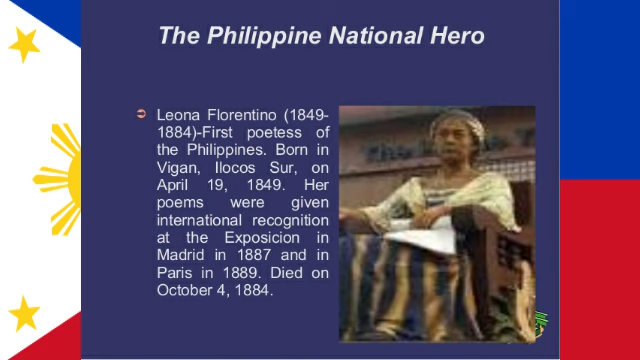 The Philippine National Hero
Leona Florentino (1849-
1884)-First poetess of
the Philippines. Born in
Vigan, Ilocos Sur, on
April 19, 1849. Her
poems were given
international recognition
at the Exposicion in
Madrid in 1887 and in
Paris in 1889. Died on
October 4, 1884.